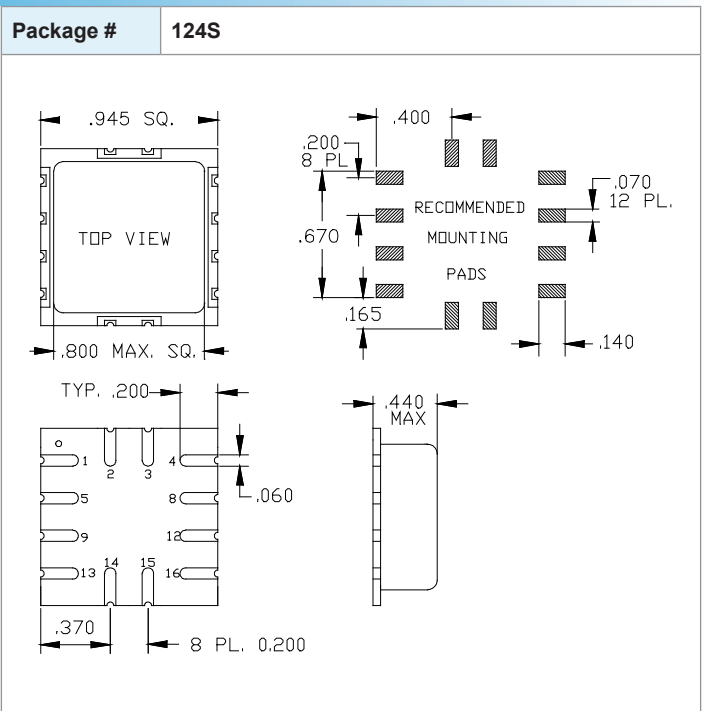 Package # 124S
.945 SQ.
TOP VIEW
.800 MAX. SQ.
.400
.200
8 PL
.070
12 PL.
RECOMMENDED
MOUNTING
PADS
.670
.165
.140
TYP. .200
1
2
3
4
.060
5
8
9
12
13
14
15
16
.370
8 PL. 0.200
.440
MAX